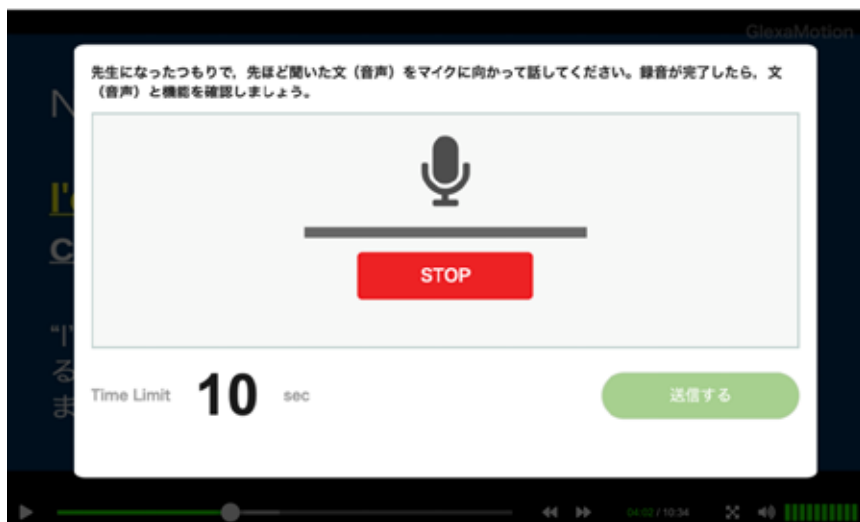 GlexaMotion
先生になったつもりで，先ほど聞いた文（音声）をマイクに向かって話してください。録音が完了したら，文
（音声）と機能を確認しましょう。
N
I'
C
STOP
“I'
る
ま
Time Limit 10 sec
送信する
04:02 / 10:34